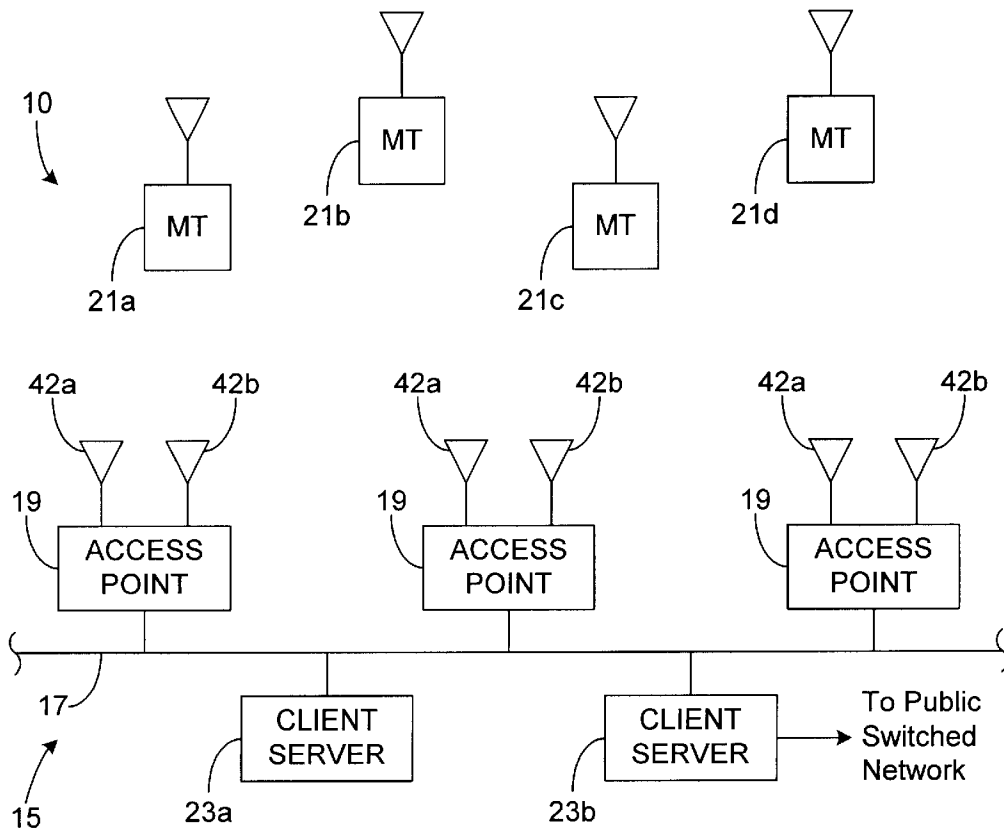 10
MT
MT
MT
MT
21a
21b
21c
21d
42a
42b
42a
42b
42a
42b
19
ACCESS
POINT
19
ACCESS
POINT
19
ACCESS
POINT
17
15
CLIENT
SERVER
23a
CLIENT
SERVER
23b
To Public
Switched
Network